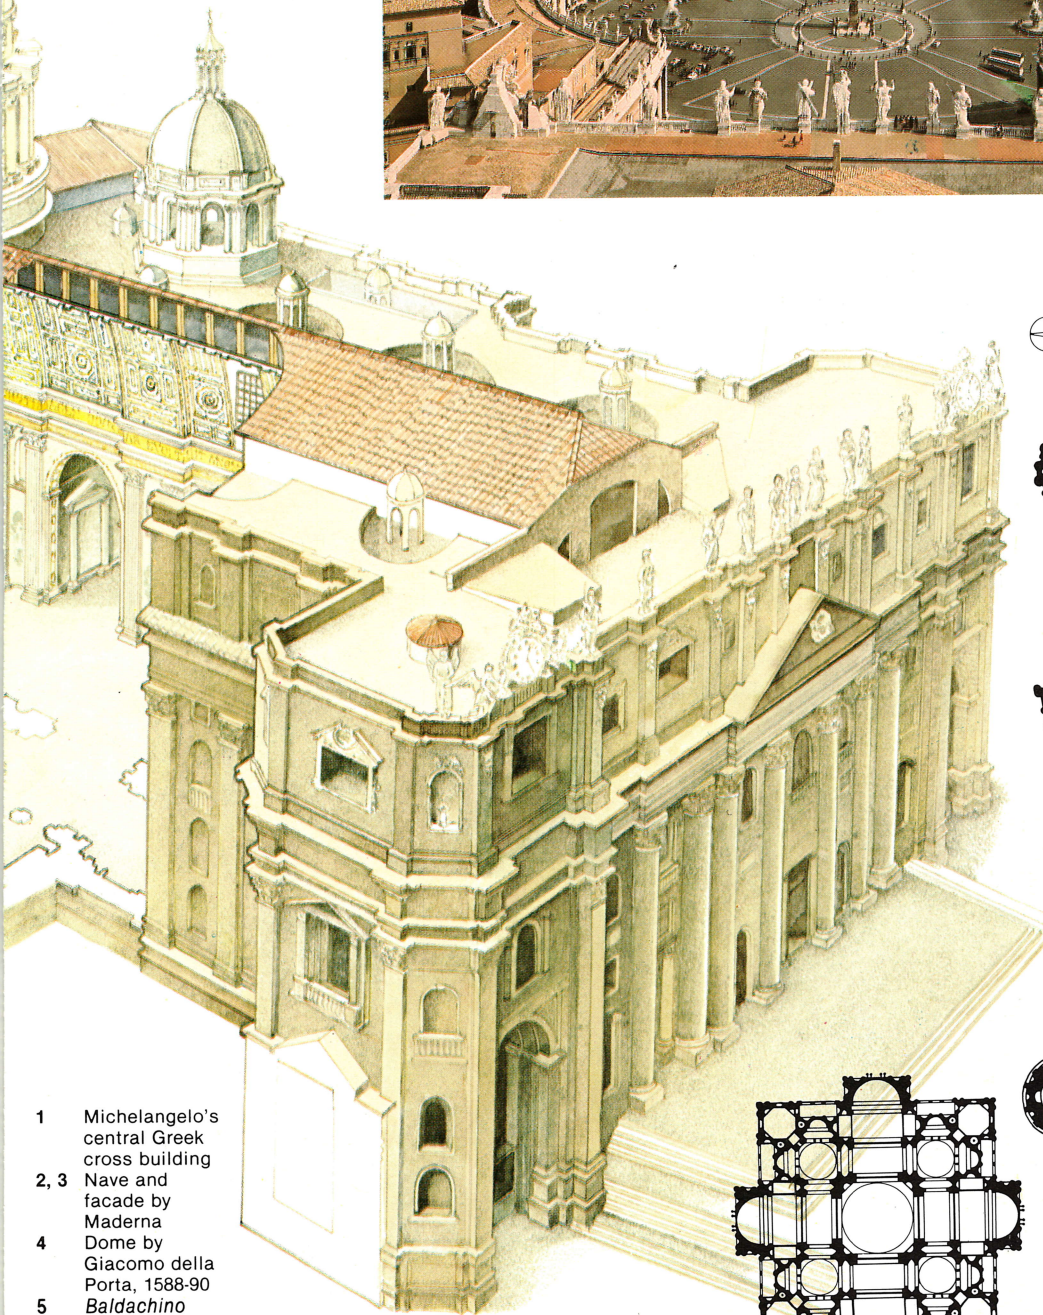 1 Michelangelo's
central Greek
cross building
2, 3 Nave and
facade by
Maderna
4 Dome by
Giacomo della
Porta, 1588-90
5 Baldachino